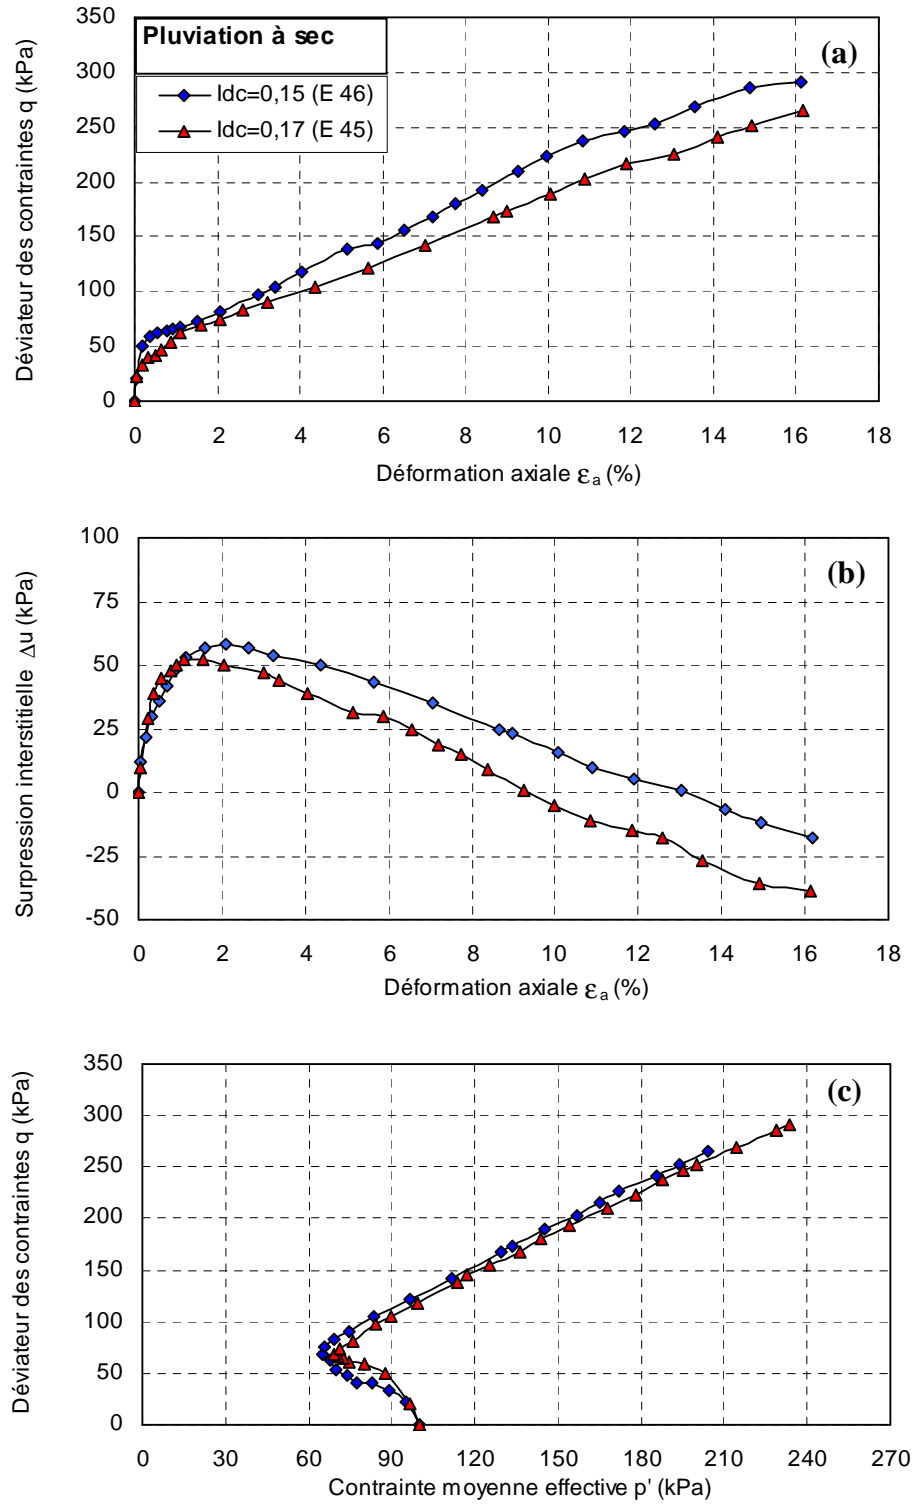 Pluviation à sec
Idc=0,15 (E 46)
Idc=0,17 (E 45)
(a)
Déviateur des contraintes q (kPa)
350
300
250
200
150
100
50
0
0 2 4 6 8 10 12 14 16 18
Déformation axiale εa (%)
(b)
Surpression interstitielle Δu (kPa)
100
75
50
25
0
-25
-50
0 2 4 6 8 10 12 14 16 18
Déformation axiale εa (%)
(c)
Déviateur des contraintes q (kPa)
350
300
250
200
150
100
50
0
0 30 60 90 120 150 180 210 240 270
Contrainte moyenne effective p' (kPa)